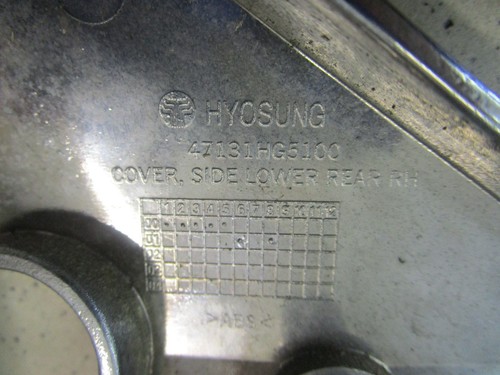 HYOSUNG
47131HG5100
COVER. SIDE LOWER REAR RH
1 2 3 4 5 6 7 8 9 10 11 12
>ABS<